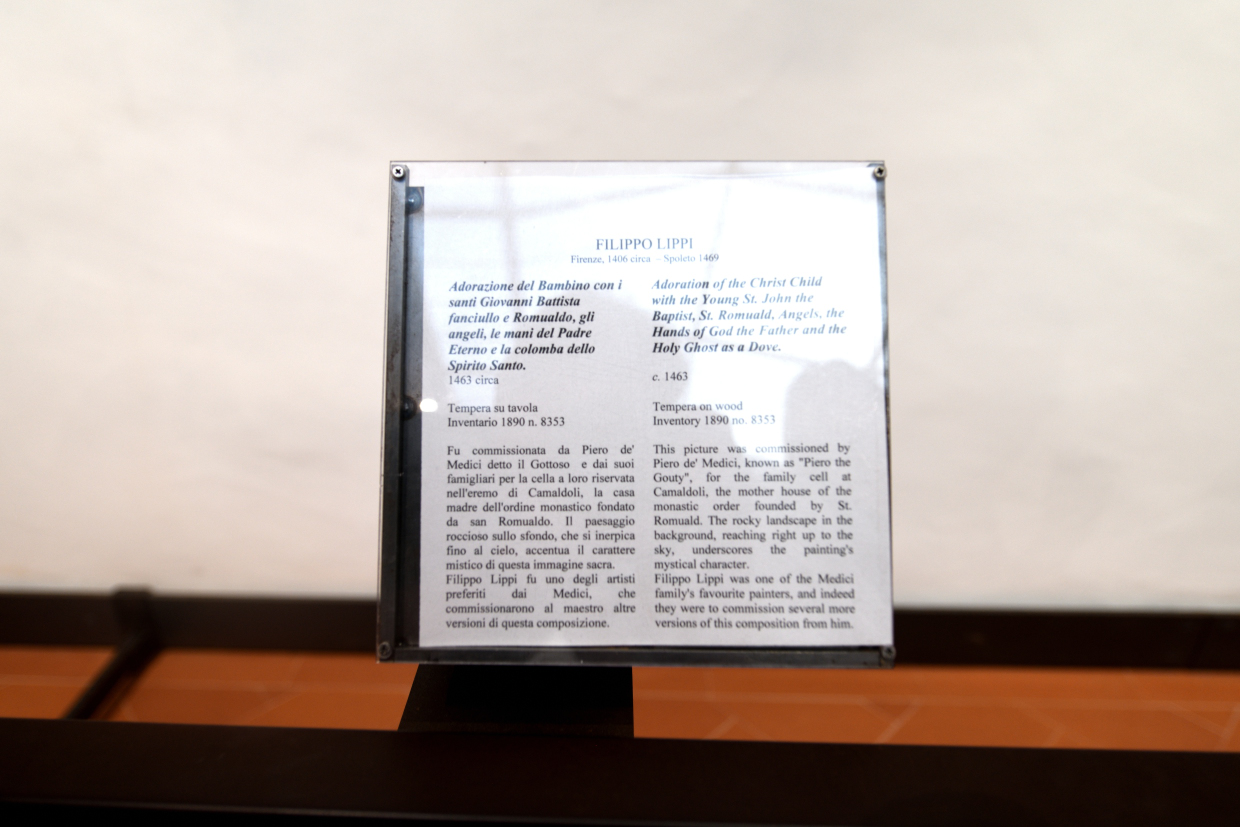 FILIPPO LIPPI
Firenze, 1406 circa – Spoleto 1469
Adorazione del Bambino con i
santi Giovanni Battista
fanciullo e Romualdo, gli
angeli, le mani del Padre
Eterno e la colomba dello
Spirito Santo.
1463 circa
Tempera su tavola
Inventario 1890 n. 8353
Fu commissionata da Piero de'
Medici detto il Gottoso e dai suoi
famigliari per la cella a loro riservata
nell'eremo di Camaldoli, la casa
madre dell'ordine monastico fondato
da san Romualdo. Il paesaggio
roccioso sullo sfondo, che si inerpica
fino al cielo, accentua il carattere
mistico di questa immagine sacra.
Filippo Lippi fu uno degli artisti
preferiti dai Medici, che
commissionarono al maestro altre
versioni di questa composizione.
Adoration of the Christ Child
with the Young St. John the
Baptist, St. Romuald, Angels, the
Hands of God the Father and the
Holy Ghost as a Dove.
c. 1463
Tempera on wood
Inventory 1890 no. 8353
This picture was commissioned by
Piero de' Medici, known as "Piero the
Gouty", for the family cell at
Camaldoli, the mother house of the
monastic order founded by St.
Romuald. The rocky landscape in the
background, reaching right up to the
sky, underscores the painting's
mystical character.
Filippo Lippi was one of the Medici
family's favourite painters, and indeed
they were to commission several more
versions of this composition from him.